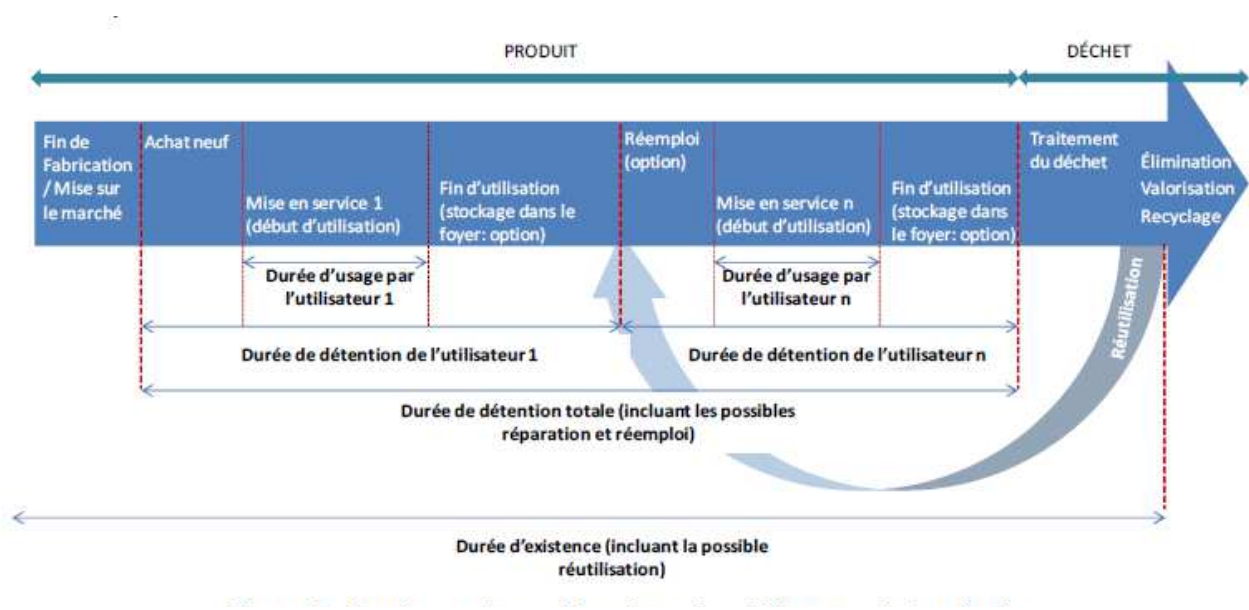 PRODUIT
DÉCHET
Fin de
Fabrication
/ Mise sur
le marché
Achat neuf
Mise en service 1
(début d'utilisation)
Fin d'utilisation
(stockage dans le
foyer: option)
Réemploi
(option)
Mise en service n
(début d'utilisation)
Fin d'utilisation
(stockage dans
le foyer: option)
Traitement
du déchet
Élimination
Valorisation
Recyclage
Durée d'usage par
l'utilisateur 1
Durée d'usage par
l'utilisateur n
Réutilisation
Durée de détention de l'utilisateur 1
Durée de détention de l'utilisateur n
Durée de détention totale (incluant les possibles
réparation et réemploi)
Durée d'existence (incluant la possible
réutilisation)